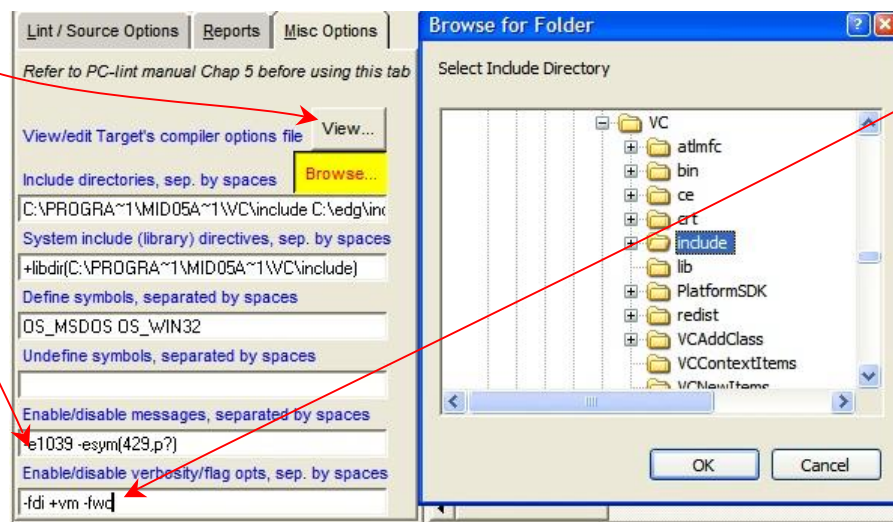 Lint / Source Options Reports Misc Options
Refer to PC-lint manual Chap 5 before using this tab
View/edit Target's compiler options file View...
Include directories, sep. by spaces Browse...
C:\PROGRA~1\MID05A~1\VC\include C:\edg\inc
System include (library) directives, sep. by spaces
+libdir(C:\PROGRA~1\MID05A~1\VC\include)
Define symbols, separated by spaces
OS_MSDOS OS_WIN32
Undefine symbols, separated by spaces
Enable/disable messages, separated by spaces
-e1039 -esym(429,p?)
Enable/disable verbosity/flag opts, sep. by spaces
-fdi +vm -fwc
Browse for Folder
Select Include Directory
VC
atlmfc
bin
ce
crt
include
lib
PlatformSDK
redist
VCAddClass
VCContextItems
VCNewItems
OK Cancel